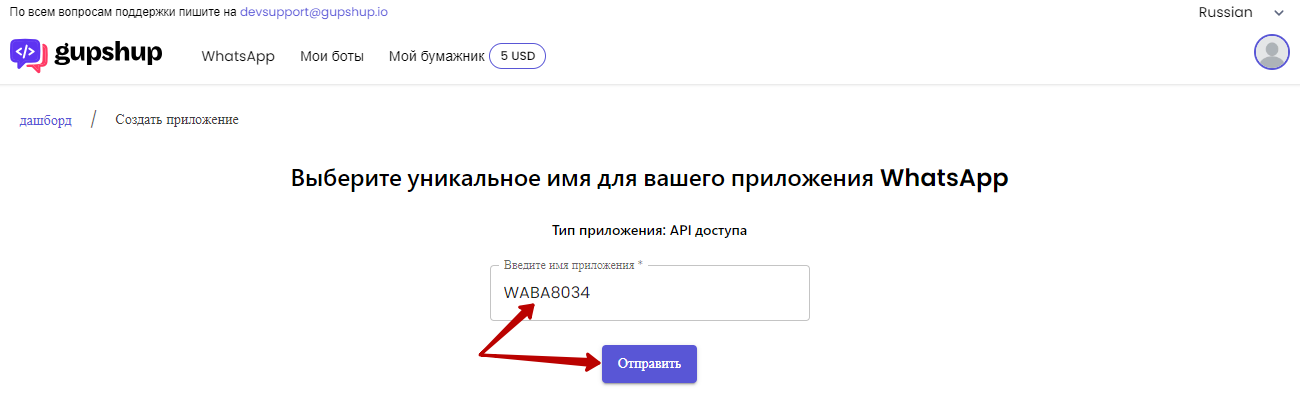 По всем вопросам поддержки пишите на devsupport@gupshup.io
Russian
gupshup
WhatsApp Мои боты Мой бумажник 5 USD
дашборд / Создать приложение
Выберите уникальное имя для вашего приложения WhatsApp
Тип приложения: API доступа
Введите имя приложения *
WABA8034
Отправить